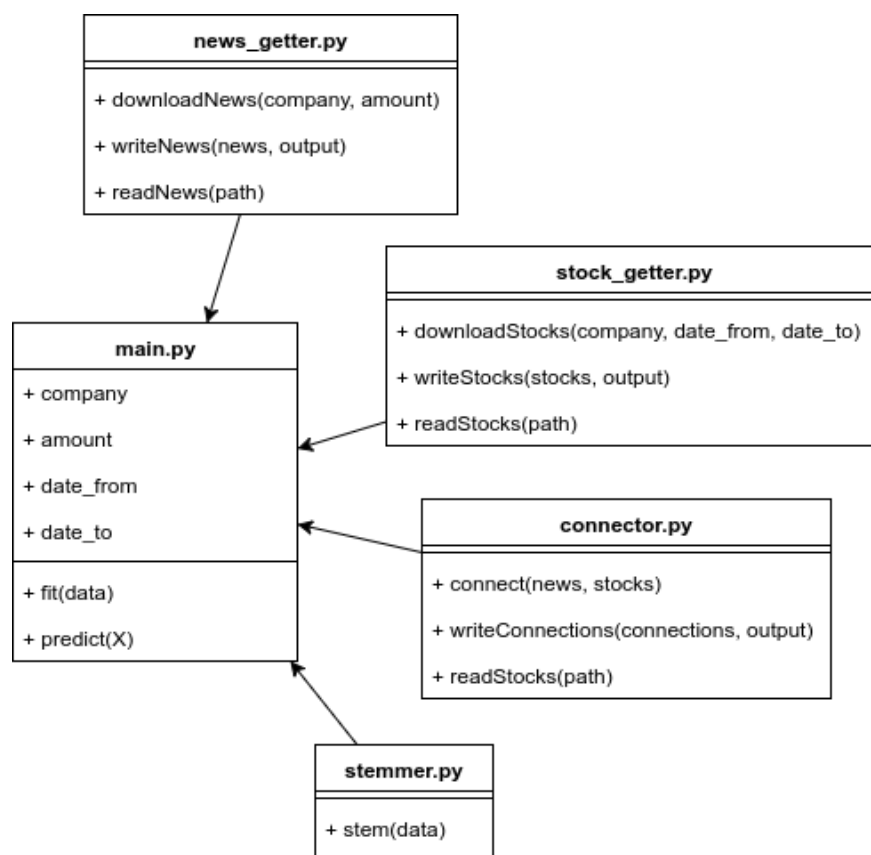 news_getter.py
+ downloadNews(company, amount)
+ writeNews(news, output)
+ readNews(path)
stock_getter.py
+ downloadStocks(company, date_from, date_to)
+ writeStocks(stocks, output)
+ readStocks(path)
main.py
+ company
+ amount
+ date_from
+ date_to
+ fit(data)
+ predict(X)
connector.py
+ connect(news, stocks)
+ writeConnections(connections, output)
+ readStocks(path)
stemmer.py
+ stem(data)